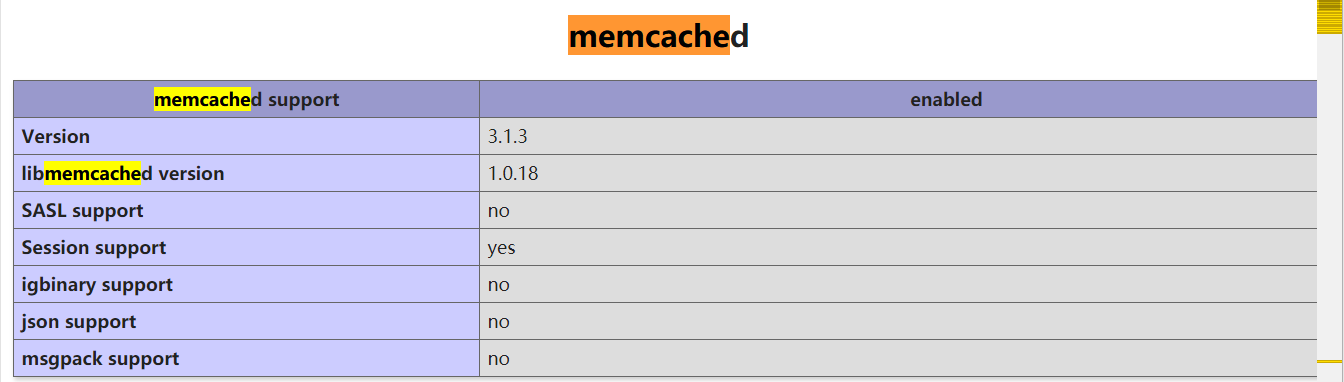 memcached
memcached support enabled
Version 3.1.3
libmemcached version 1.0.18
SASL support no
Session support yes
igbinary support no
json support no
msgpack support no